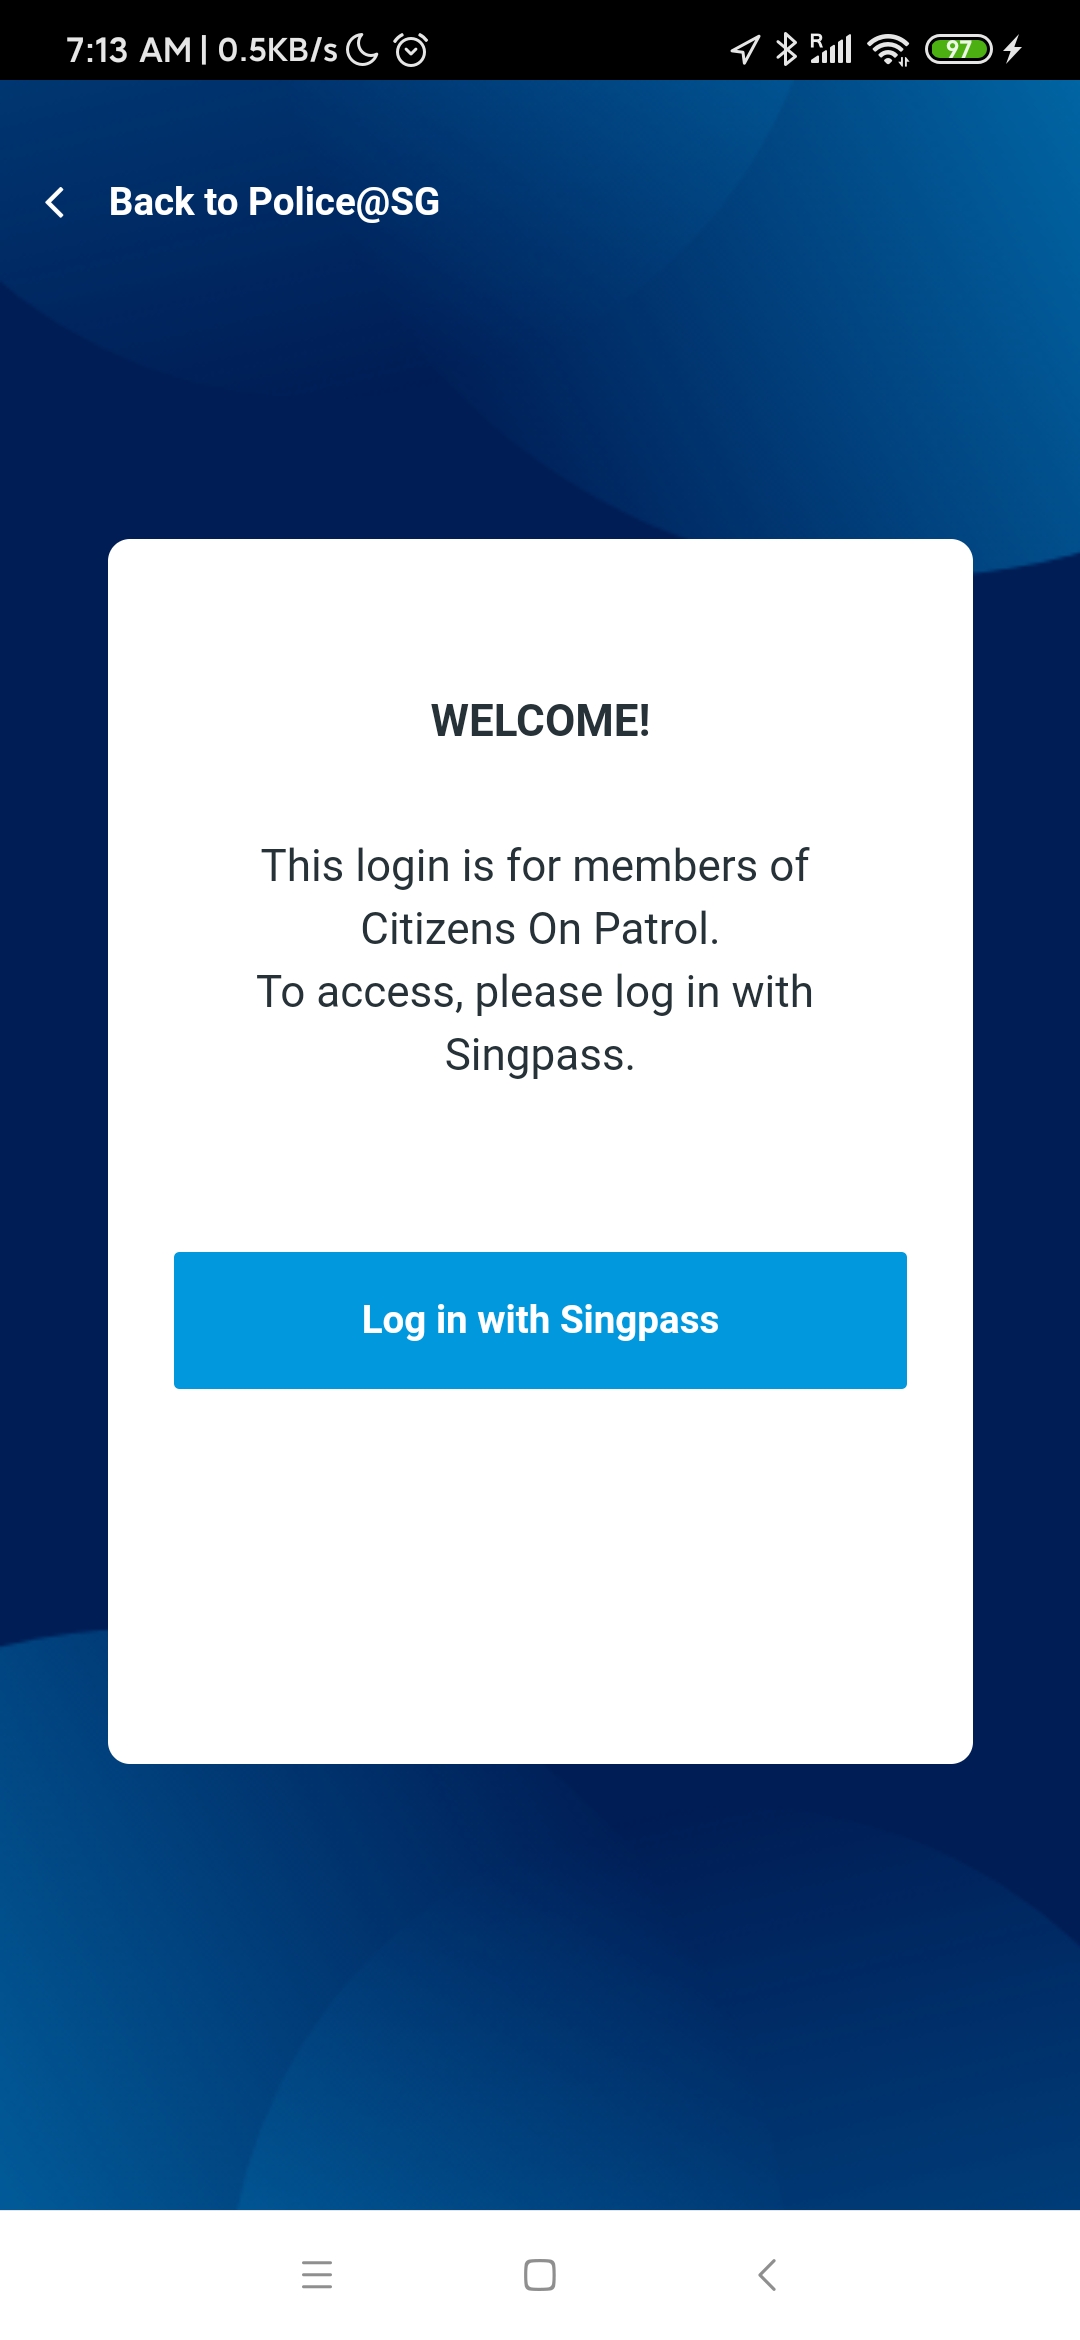 7:13 AM | 0.5KB/s
R
97
Back to Police@SG
WELCOME!
This login is for members of
Citizens On Patrol.
To access, please log in with
Singpass.
Log in with Singpass